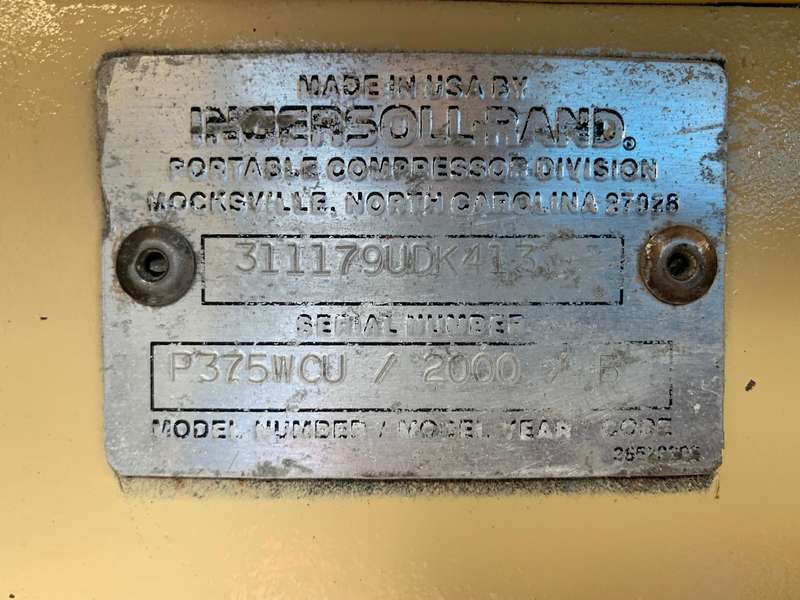 MADE IN USA BY
INGERSOLL-RAND®
PORTABLE COMPRESSOR DIVISION
MOCKSVILLE, NORTH CAROLINA 27028
311179UDK413
SERIAL NUMBER
P375WCU / 2000 / B
MODEL NUMBER / MODEL YEAR / CODE